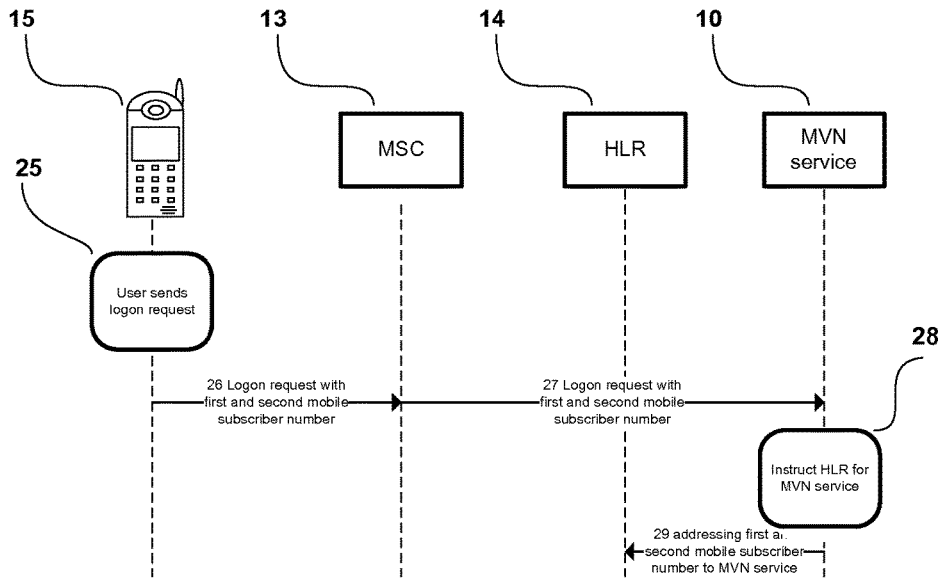 15
13
14
10
MSC
HLR
MVN
service
25
User sends
logon request
28
26 Logon request with
first and second mobile
subscriber number
27 Logon request with
first and second mobile
subscriber number
Instruct HLR for
MVN service
29 addressing first
second mobile subscriber
number to MVN service